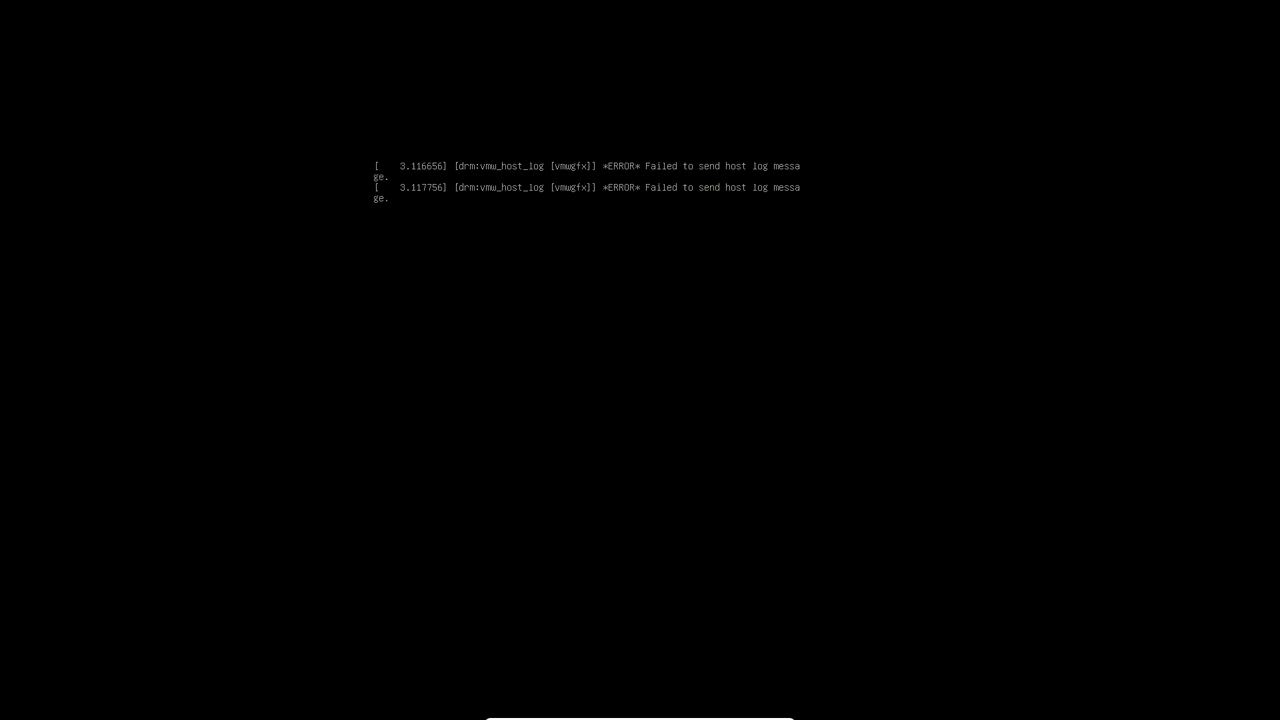 [    3.116656] [drm:vmw_host_log [vmwgfx]] *ERROR* Failed to send host log messa
ge.
[    3.117756] [drm:vmw_host_log [vmwgfx]] *ERROR* Failed to send host log messa
ge.